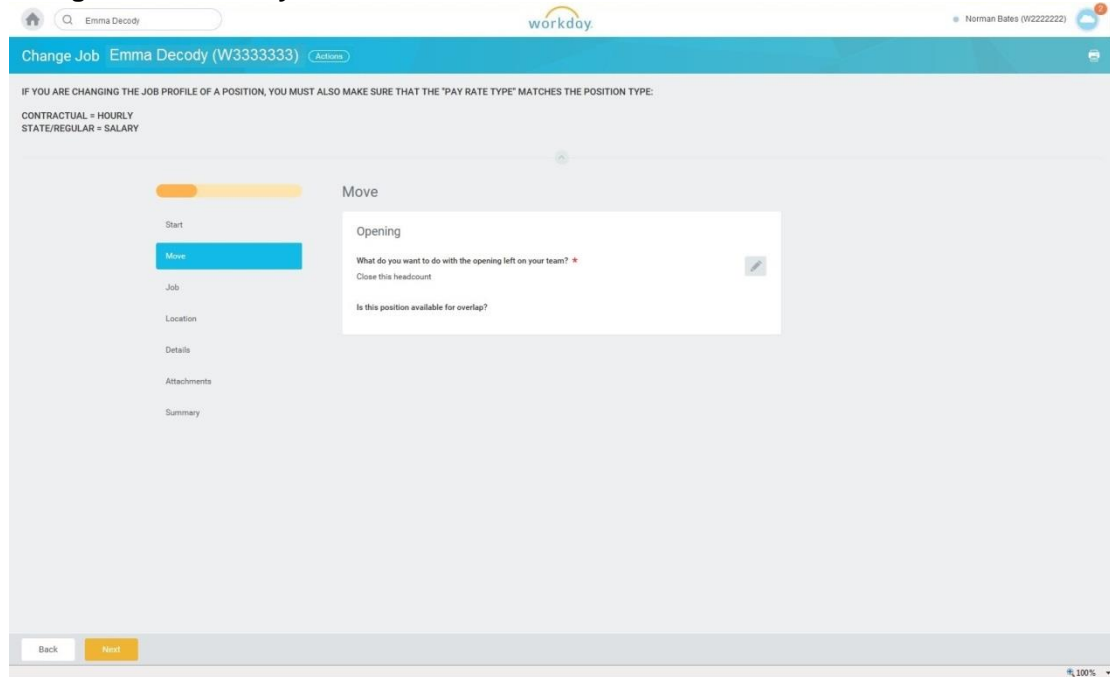 Emma Decody
workday.
Norman Bates (W2222222)
2
Change Job Emma Decody (W3333333) Actions
IF YOU ARE CHANGING THE JOB PROFILE OF A POSITION, YOU MUST ALSO MAKE SURE THAT THE "PAY RATE TYPE" MATCHES THE POSITION TYPE:
CONTRACTUAL = HOURLY
STATE/REGULAR = SALARY
Start
Move
Job
Location
Details
Attachments
Summary
Move
Opening
What do you want to do with the opening left on your team? *
Close this headcount
Is this position available for overlap?
Back
Next
100%